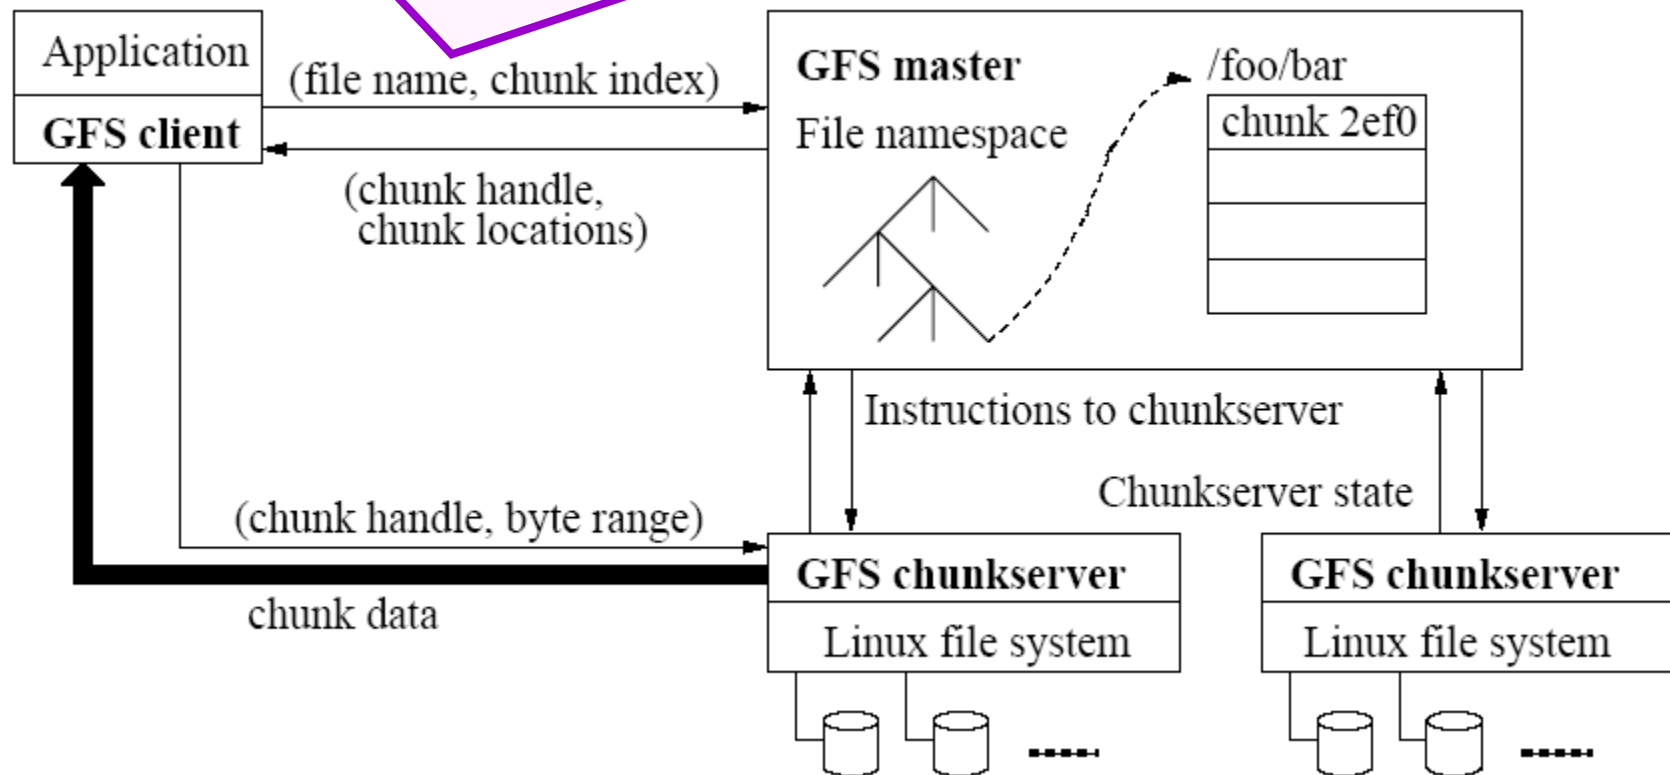 Application
GFS client
(file name, chunk index)
(chunk handle,
chunk locations)
GFS master
File namespace
/foo/bar
chunk 2ef0
Instructions to chunkserver
Chunkserver state
(chunk handle, byte range)
chunk data
GFS chunkserver
Linux file system
GFS chunkserver
Linux file system